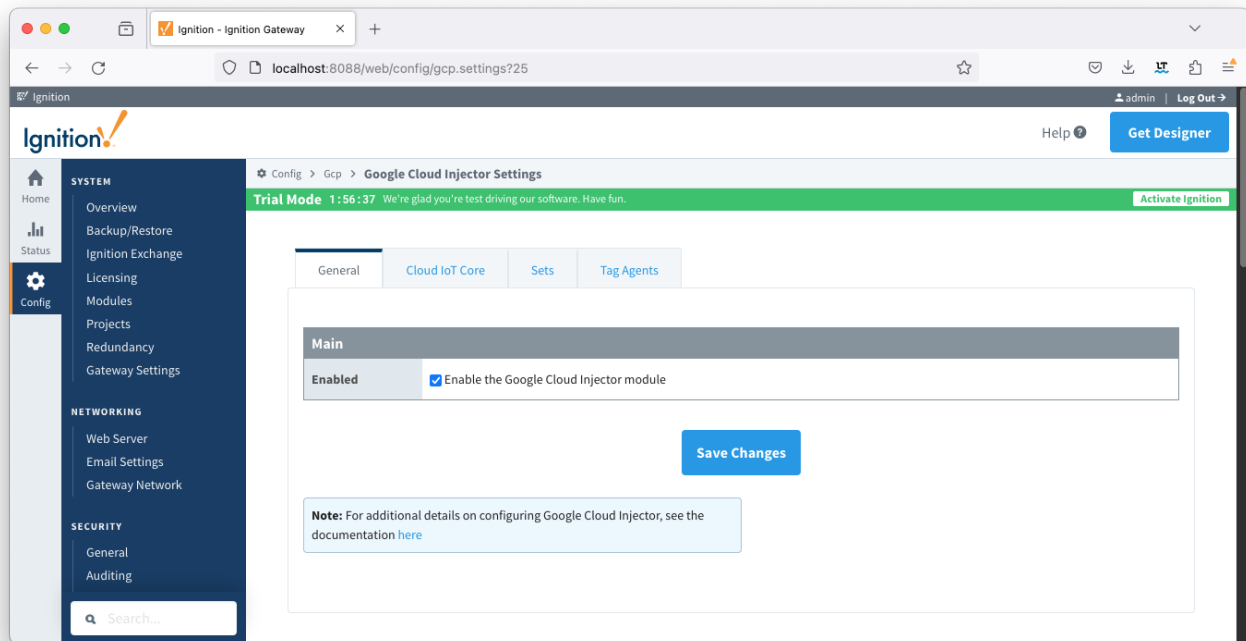 Ignition - Ignition Gateway
localhost:8088/web/config/gcp.settings?25
Ignition
admin | Log Out
Ignition!
Help
Get Designer
Home
Status
Config
SYSTEM
Overview
Backup/Restore
Ignition Exchange
Licensing
Modules
Projects
Redundancy
Gateway Settings
NETWORKING
Web Server
Email Settings
Gateway Network
SECURITY
General
Auditing
Search...
Config > Gcp > Google Cloud Injector Settings
Trial Mode 1:56:37 We're glad you're test driving our software. Have fun. Activate Ignition
General Cloud IoT Core Sets Tag Agents
Main
Enabled Enable the Google Cloud Injector module
Save Changes
Note: For additional details on configuring Google Cloud Injector, see the
documentation here